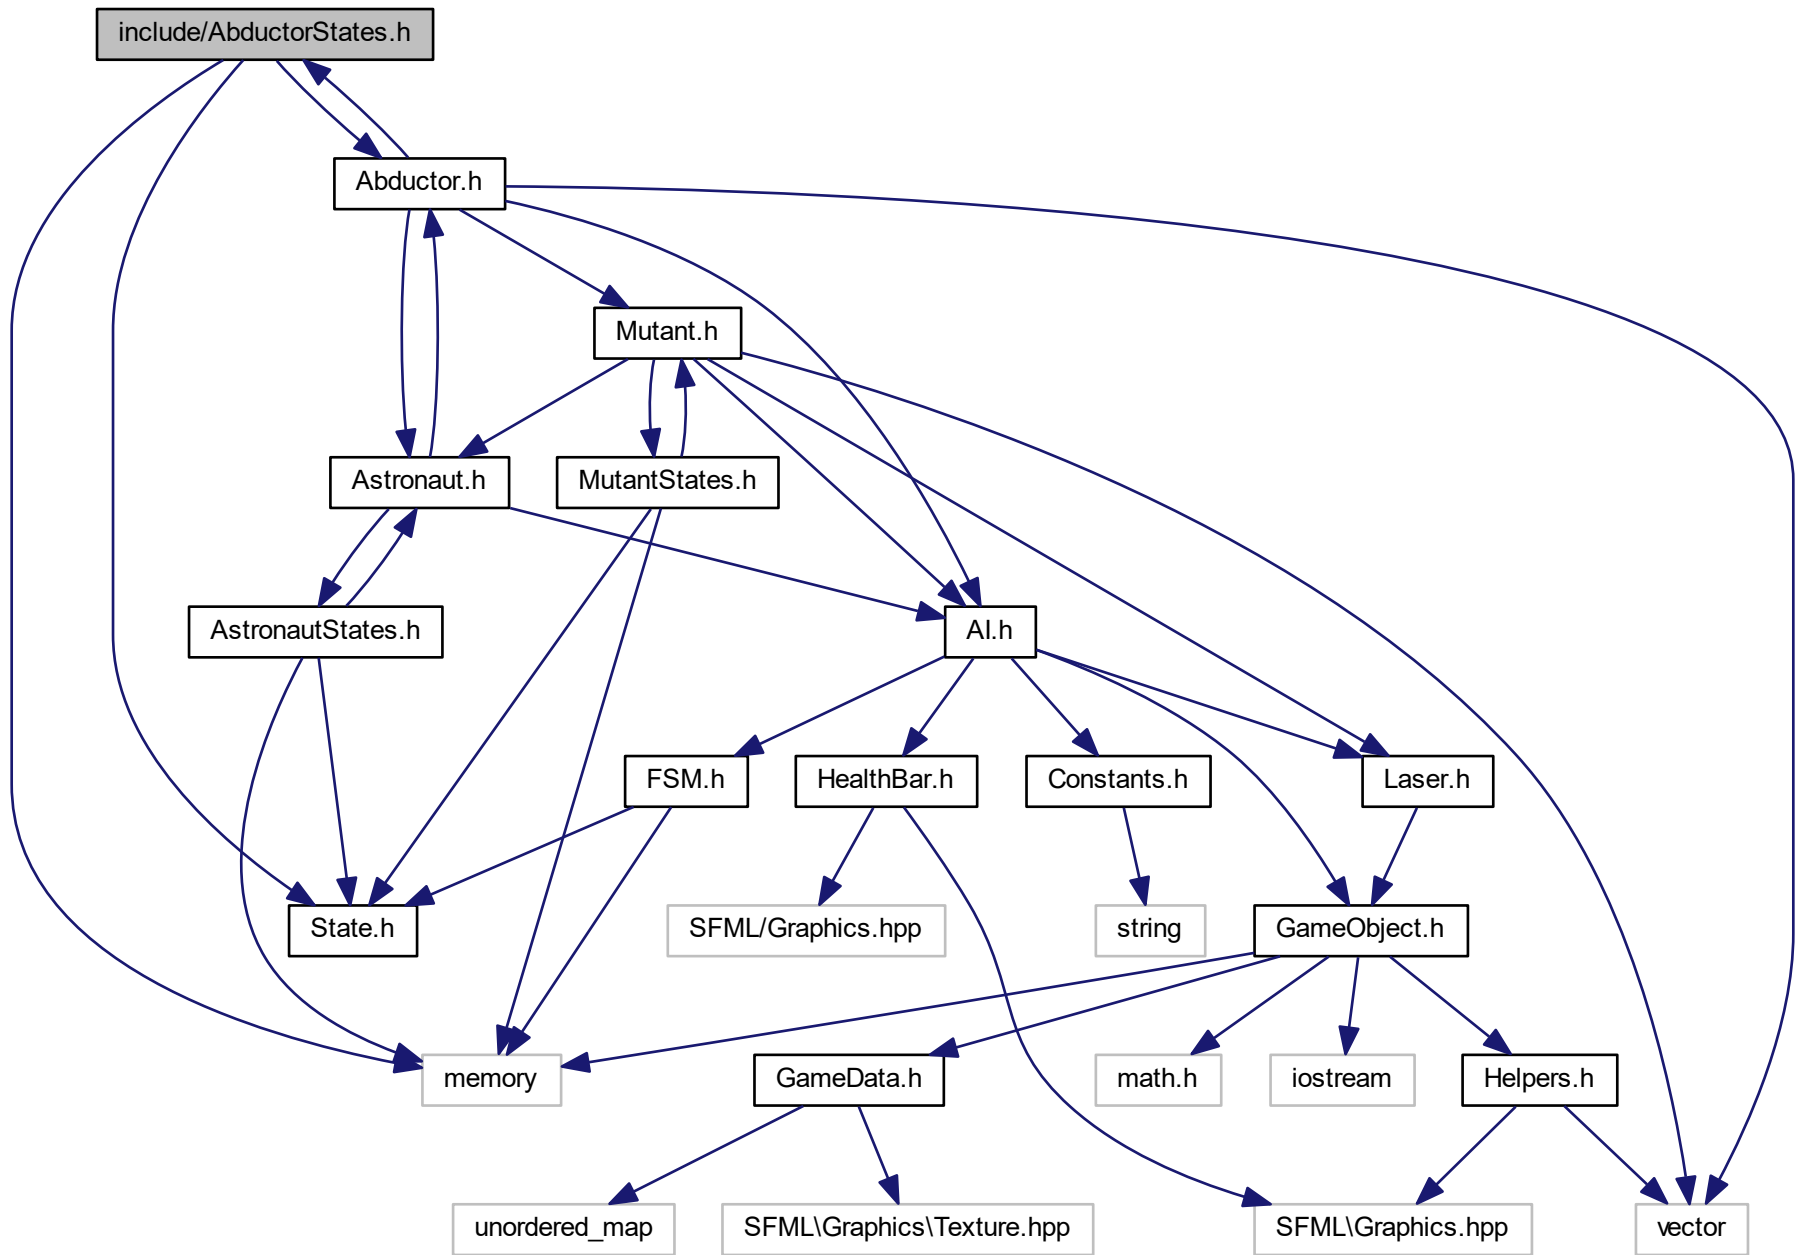 include/AbductorStates.h
Abductor.h
Mutant.h
Astronaut.h
MutantStates.h
AstronautStates.h
AI.h
FSM.h
HealthBar.h
Constants.h
Laser.h
State.h
SFML/Graphics.hpp
string
GameObject.h
memory
GameData.h
math.h
iostream
Helpers.h
unordered_map
SFML\Graphics\Texture.hpp
SFML\Graphics.hpp
vector